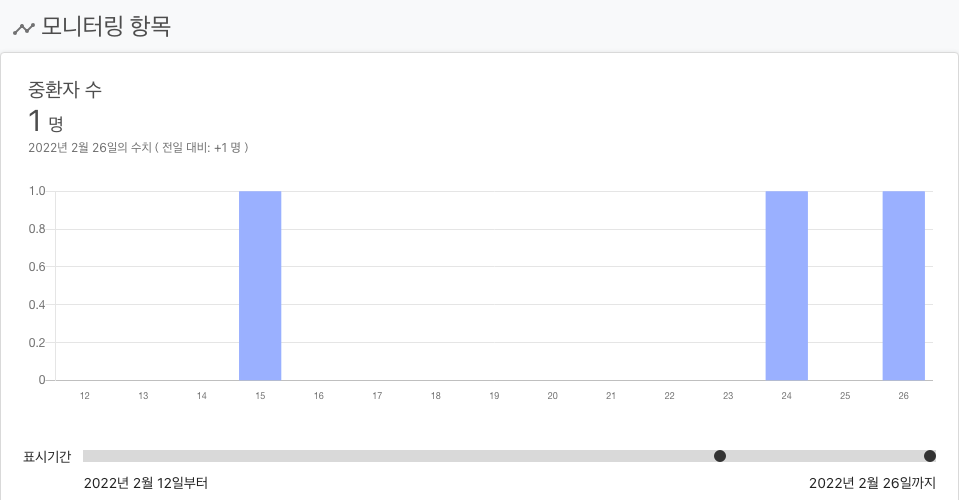 모니터링 항목
중환자 수
1 명
2022년 2월 26일의 수치 ( 전일 대비: +1 명 )
1.0
0.8
0.6
0.4
0.2
0
12 13 14 15 16 17 18 19 20 21 22 23 24 25 26
표시기간
2022년 2월 12일부터 2022년 2월 26일까지